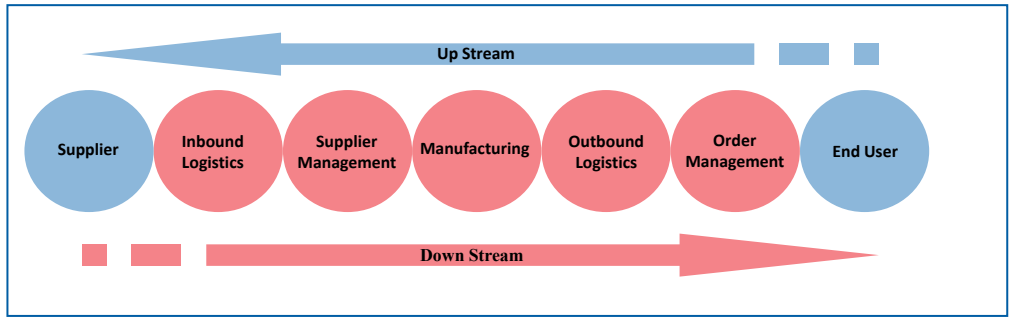 Up Stream
Supplier
Inbound
Logistics
Supplier
Management
Manufacturing
Outbound
Logistics
Order
Management
End User
Down Stream